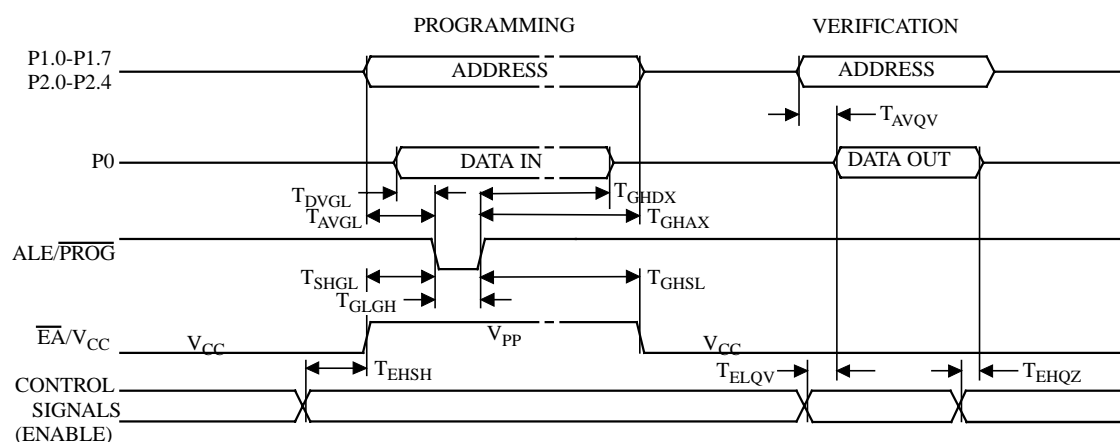 PROGRAMMING
VERIFICATION
P1.0-P1.7
P2.0-P2.4
ADDRESS
ADDRESS
TAVQV
P0
DATA IN
DATA OUT
TDVGL
TGHDX
TAVGL
TGHAX
ALE/PROG
TSHGL
TGHSL
TGLGH
EA/VCC
VCC
VPP
VCC
TEHSH
TELQV
TEHQZ
CONTROL
SIGNALS
(ENABLE)